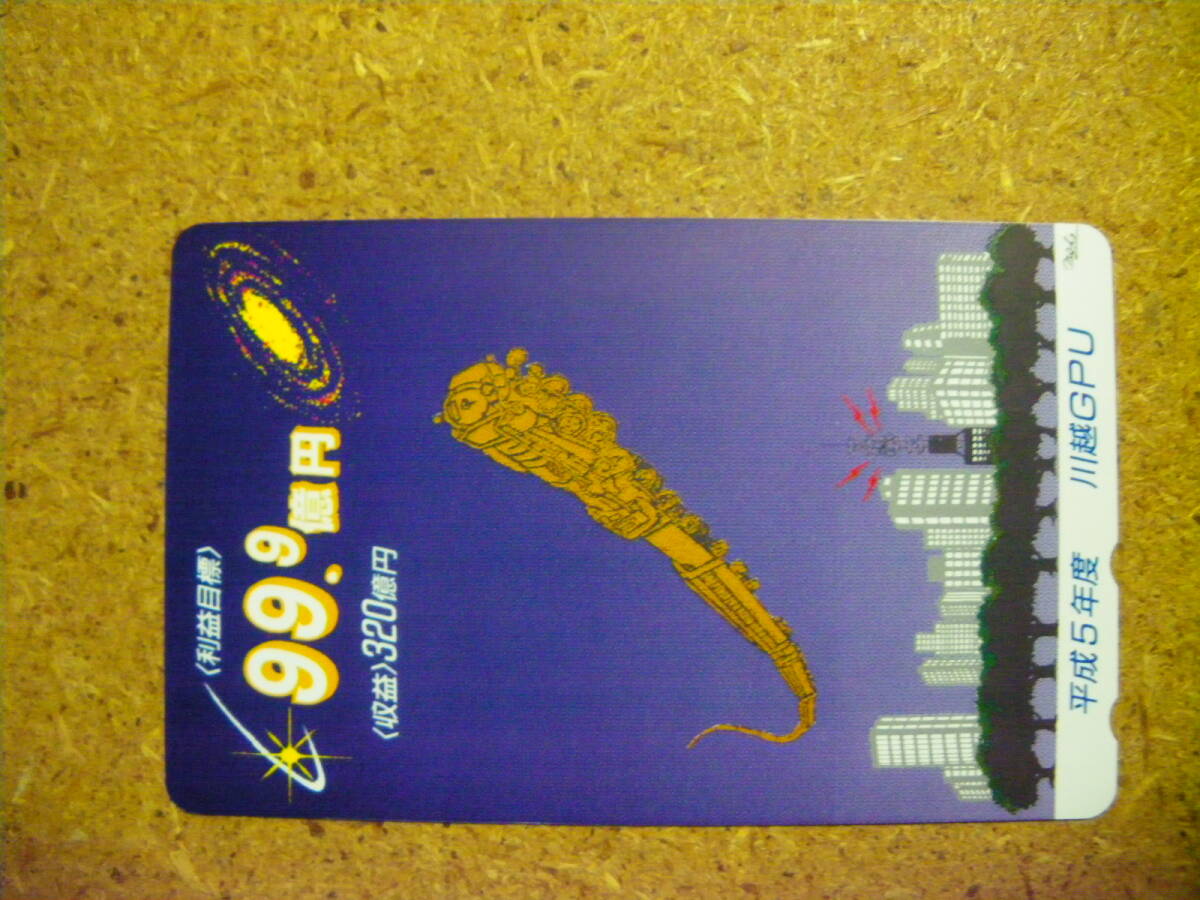 〈利益目標〉
99.9億円
〈収益〉320億円
平成5年度 川越GPU